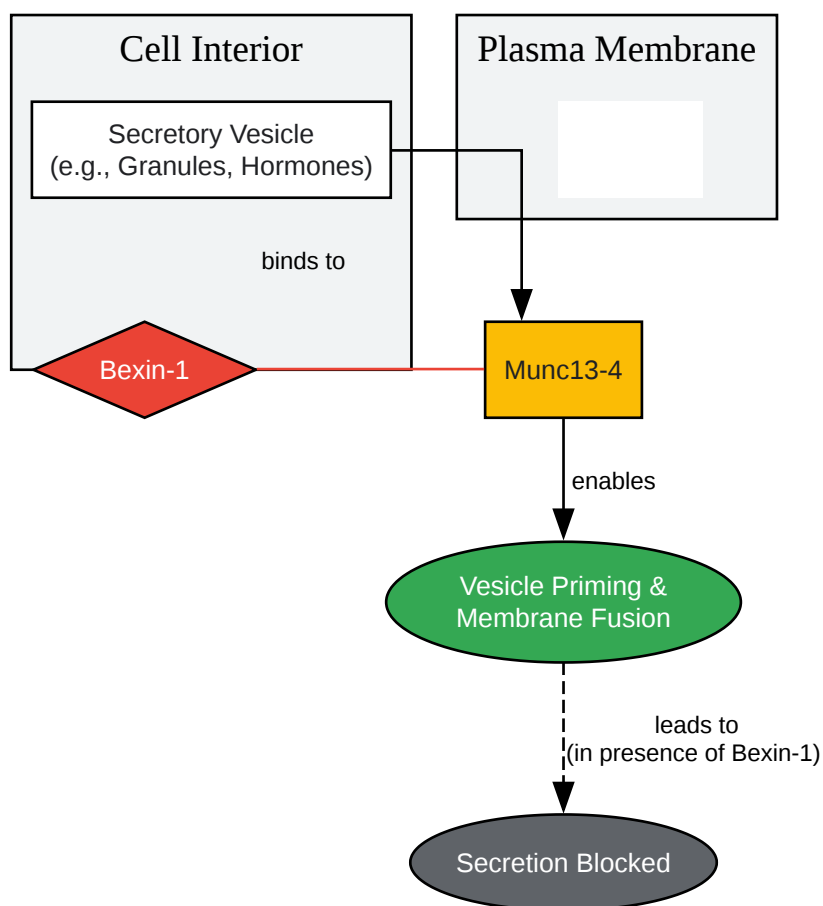 Cell Interior
Plasma Membrane
Secretory Vesicle
(e.g., Granules, Hormones)
binds to
Bexin-1
Munc13-4
enables
Vesicle Priming &
Membrane Fusion
leads to
(in presence of Bexin-1)
Secretion Blocked